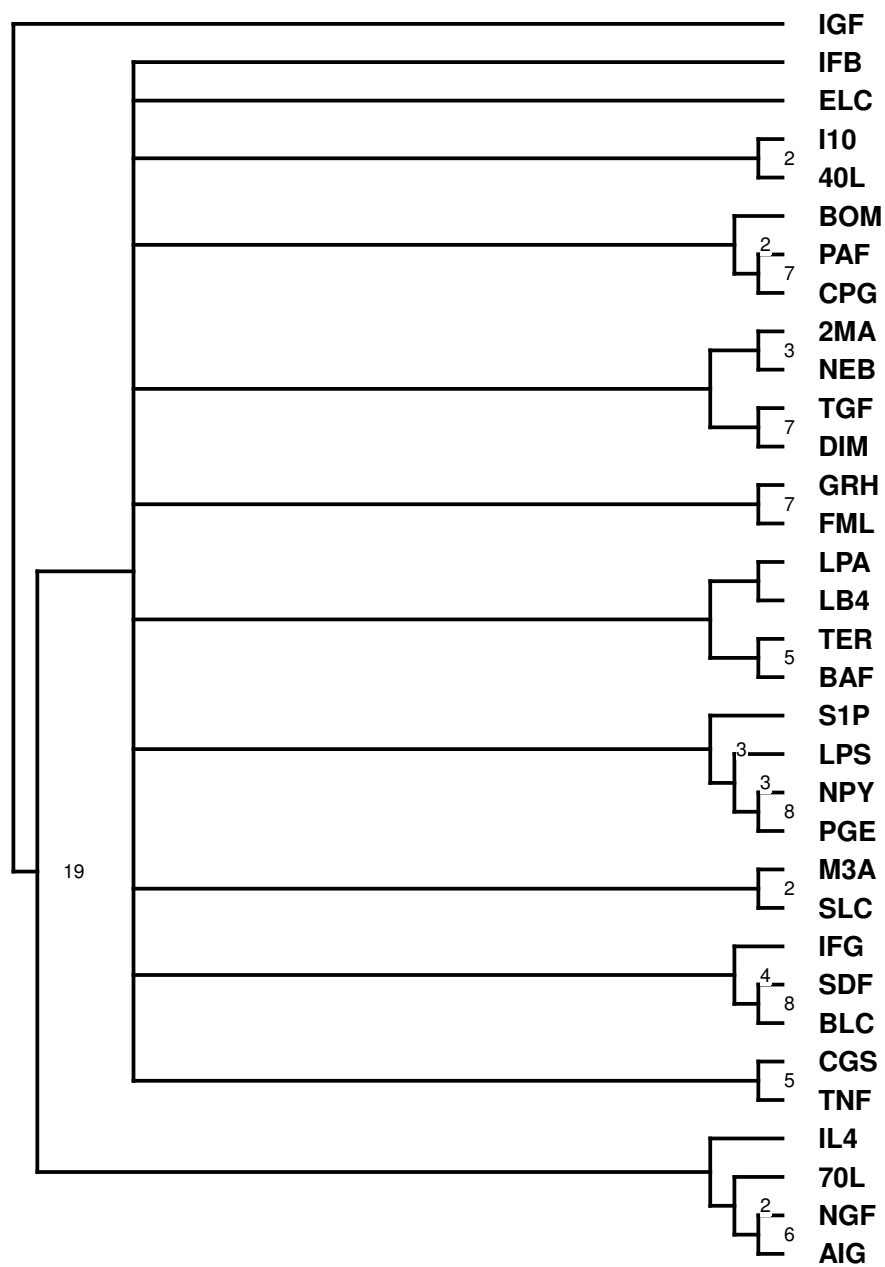 IGF
IFB
ELC
I10
2
40L
BOM
2
PAF
7
CPG
2MA
3
NEB
TGF
7
DIM
GRH
7
FML
LPA
LB4
TER
5
BAF
S1P
3
LPS
3
NPY
8
PGE
19
M3A
2
SLC
IFG
4
SDF
8
BLC
CGS
5
TNF
IL4
70L
2
NGF
6
AIG